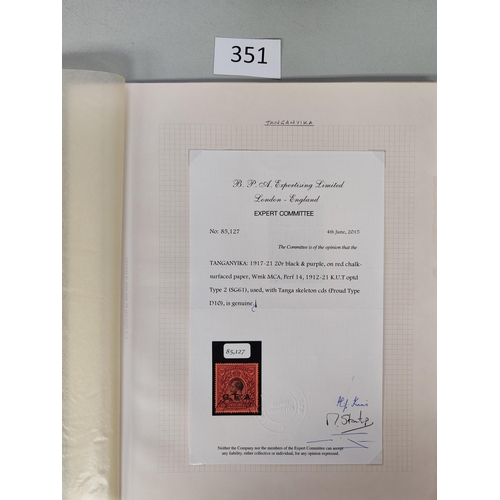 351
TANGANYIKA
B. P. A. Expertising Limited
London - England
EXPERT COMMITTEE
No: 85,127
4th June, 2015
The Committee is of the opinion that the
TANGANYIKA: 1917-21 20r black & purple, on red chalk-
surfaced paper, Wmk MCA, Perf 14, 1912-21 K.U.T optd
Type 2 (SG61), used, with Tanga skeleton cds (Proud Type
D10), is genuine.
85,127
G.E.A.
Neither the Company nor the members of the Expert Committee can accept
any liability, either collective or individual, for any opinion expressed.